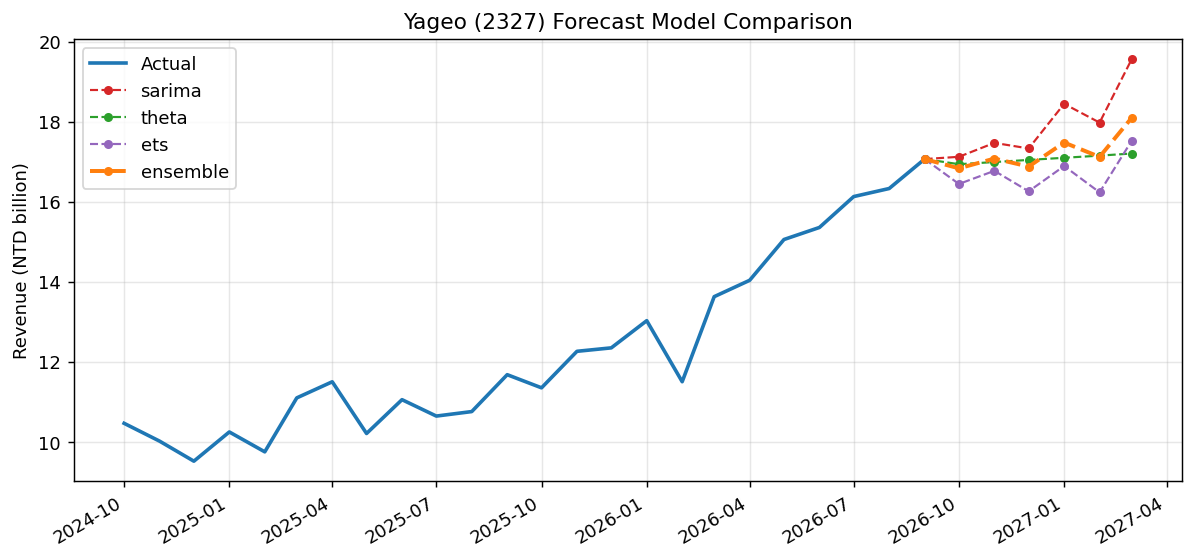 Yageo (2327) Forecast Model Comparison
Revenue (NTD billion)
20
18
16
14
12
10
Actual
sarima
theta
ets
ensemble
2024-10
2025-01
2025-04
2025-07
2025-10
2026-01
2026-04
2026-07
2026-10
2027-01
2027-04